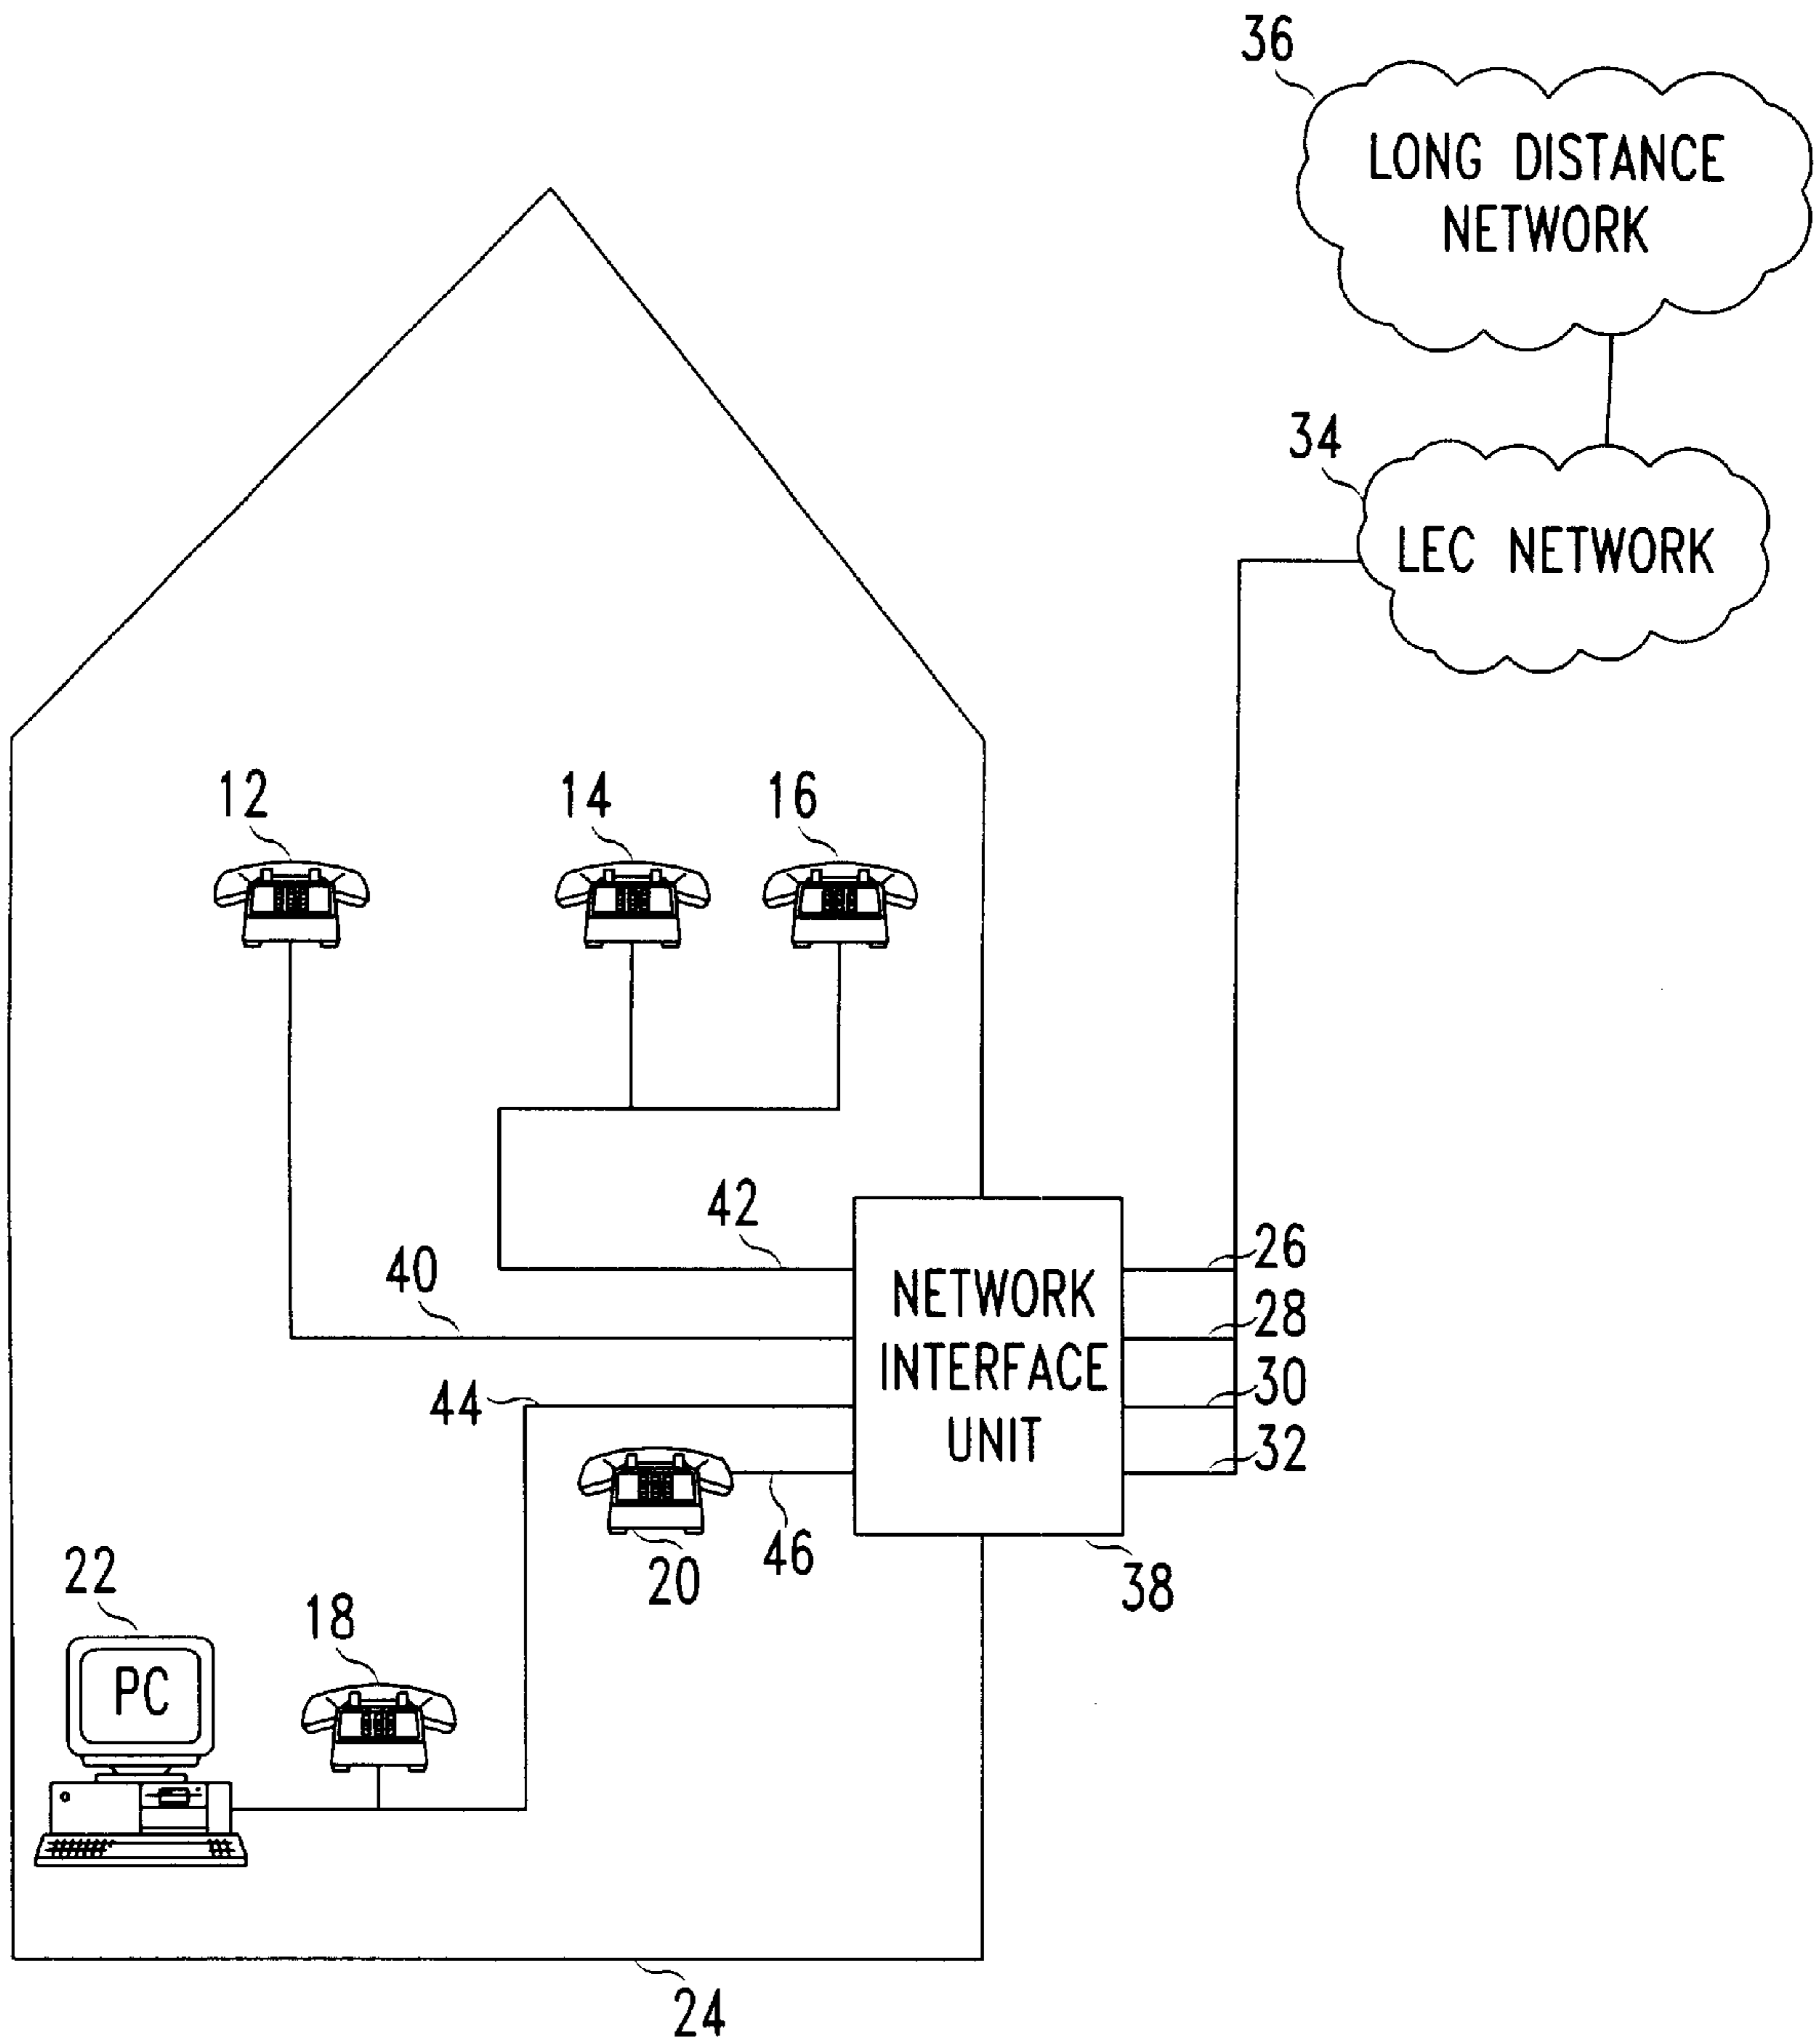 36
LONG DISTANCE
NETWORK
34
LEC NETWORK
12
14
16
42
26
40
NETWORK
28
INTERFACE
30
44
UNIT
32
46
20
38
22
18
PC
24